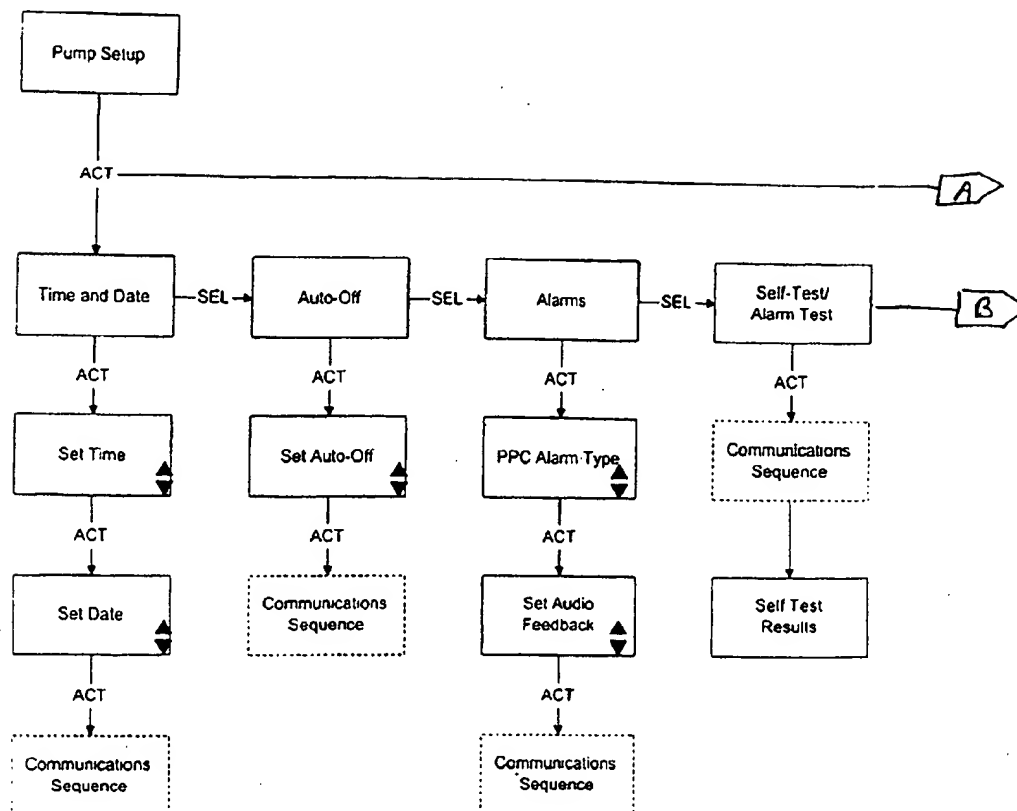 Pump Setup
ACT
A
Time and Date
SEL
Auto-Off
SEL
Alarms
SEL
Self-Test/
Alarm Test
B
ACT
ACT
ACT
ACT
Set Time
Set Auto-Off
PPC Alarm Type
Communications
Sequence
ACT
ACT
ACT
Set Date
Communications
Sequence
Set Audio
Feedback
Self Test
Results
ACT
ACT
Communications
Sequence
Communications
Sequence